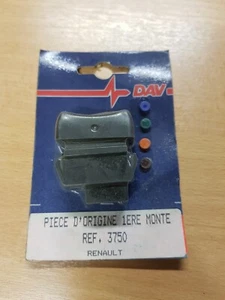 DAV
PIECE D'ORIGINE 1ERE MONTE
REF. 3750
RENAULT